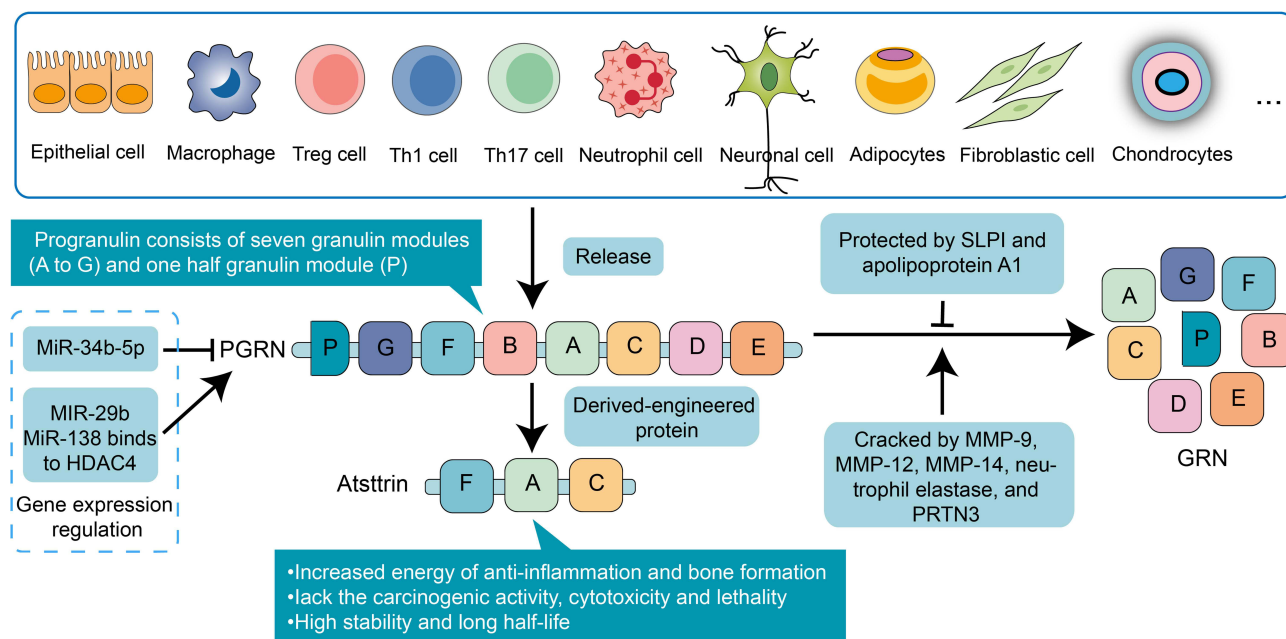 Epithelial cell
Macrophage
Treg cell
Th1 cell
Th17 cell
Neutrophil cell
Neuronal cell
Adipocytes
Fibroblastic cell
Chondrocytes
...
Progranulin consists of seven granulin modules
(A to G) and one half granulin module (P)
Release
Protected by SLPI and
apolipoprotein A1
MiR-34b-5p
MIR-29b
MiR-138 binds
to HDAC4
Gene expression
regulation
PGRN
P
G
F
B
A
C
D
E
Derived-engineered
protein
Atsttrin
F
A
C
•Increased energy of anti-inflammation and bone formation
•lack the carcinogenic activity, cytotoxicity and lethality
•High stability and long half-life
Cracked by MMP-9,
MMP-12, MMP-14, neu-
trophil elastase, and
PRTN3
A
G
F
C
P
B
D
E
GRN